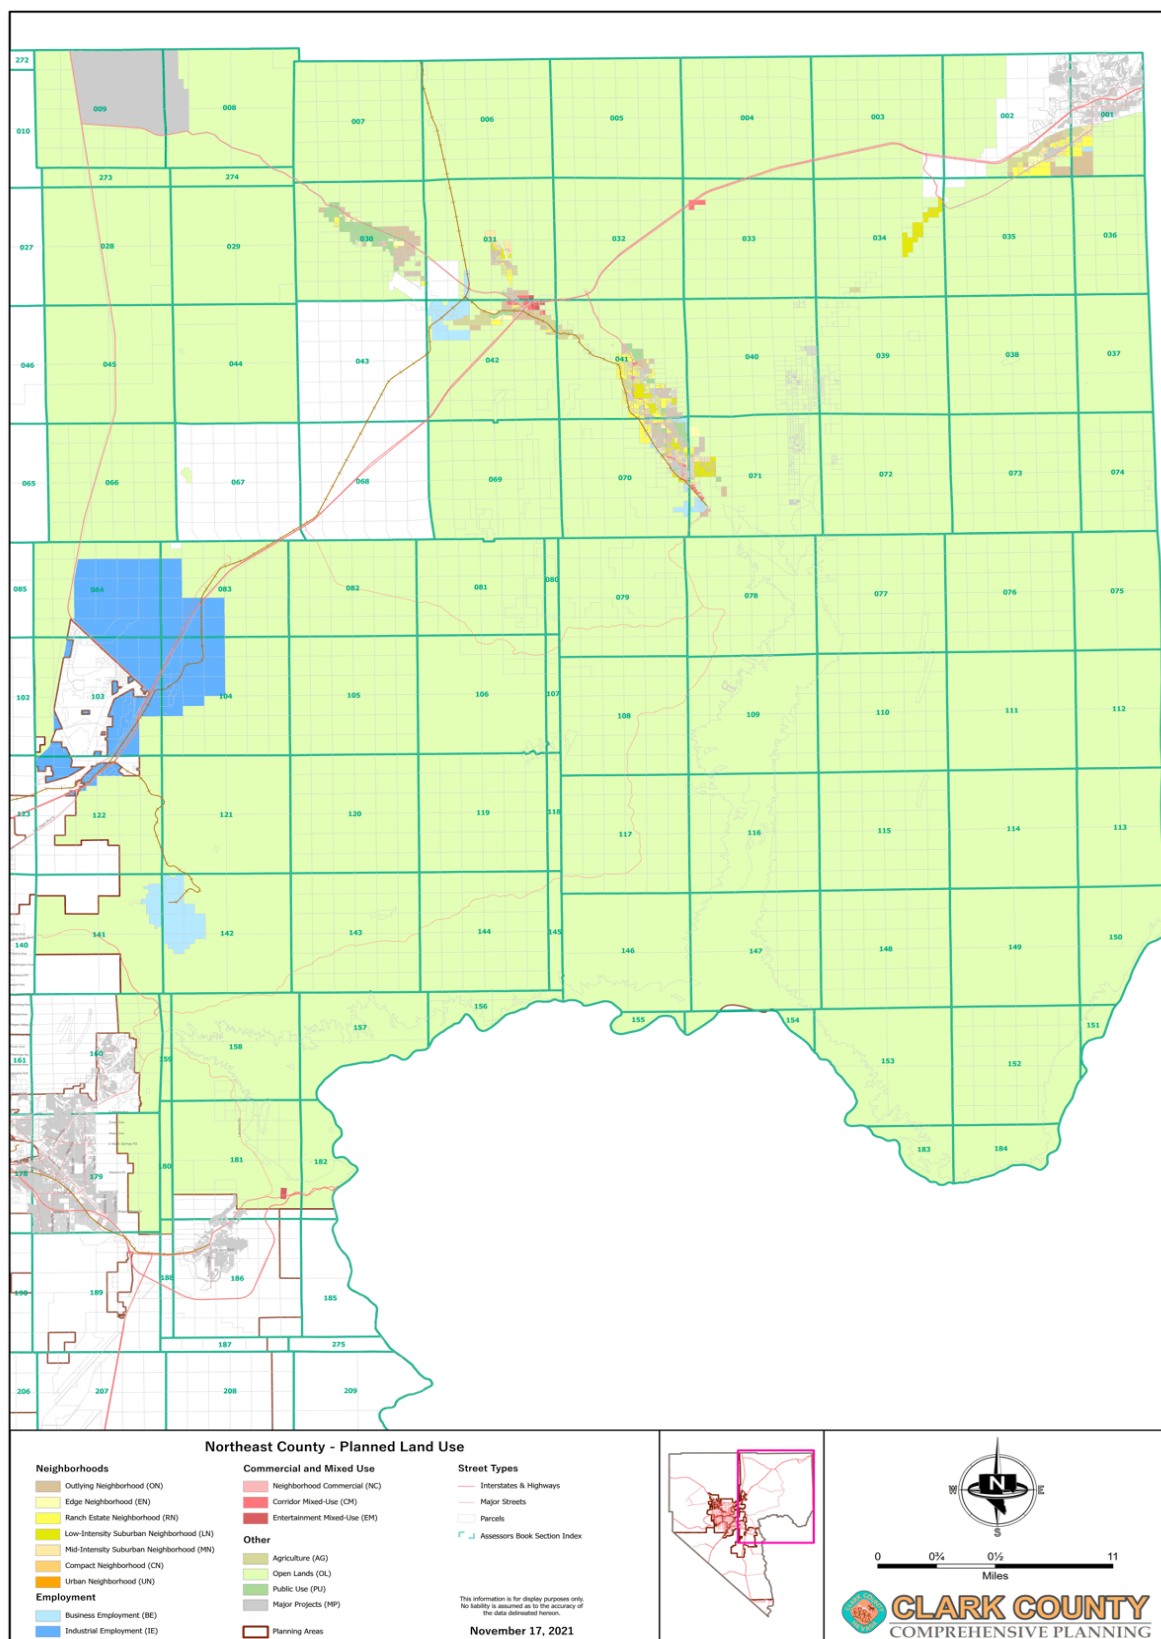 272
009
008
007
006
005
004
003
002
001
010
273
274
027
028
029
030
031
032
033
034
035
036
046
045
044
043
042
041
040
039
038
037
065
066
067
068
069
070
071
072
073
074
085
084
083
082
081
080
079
078
077
076
075
102
103
104
105
106
107
108
109
110
111
112
123
122
121
120
119
118
117
116
115
114
113
140
141
142
143
144
145
146
147
148
149
150
161
160
159
158
157
156
155
154
153
152
151
178
179
180
181
182
183
184
190
189
188
186
185
187
275
206
207
208
209
Northeast County - Planned Land Use
Neighborhoods
Outlying Neighborhood (ON)
Edge Neighborhood (EN)
Ranch Estate Neighborhood (RN)
Low-Intensity Suburban Neighborhood (LN)
Mid-Intensity Suburban Neighborhood (MN)
Compact Neighborhood (CN)
Urban Neighborhood (UN)
Employment
Business Employment (BE)
Industrial Employment (IE)
Commercial and Mixed Use
Neighborhood Commercial (NC)
Corridor Mixed-Use (CM)
Entertainment Mixed-Use (EM)
Other
Agriculture (AG)
Open Lands (OL)
Public Use (PU)
Major Projects (MP)
Planning Areas
Street Types
Interstates & Highways
Major Streets
Parcels
Assessors Book Section Index
This information is for display purposes only.
No liability is assumed as to the accuracy of
the data delineated hereon.
November 17, 2021
N
W
E
S
0 0¾ 0½ 11
Miles
CLARK COUNTY
NEVADA
CLARK COUNTY
COMPREHENSIVE PLANNING